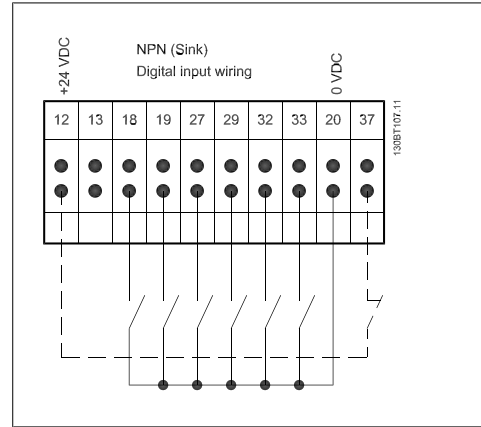 NPN (Sink)
Digital input wiring
+24 VDC
0 VDC
12 13 18 19 27 29 32 33 20 37
130BT107.11